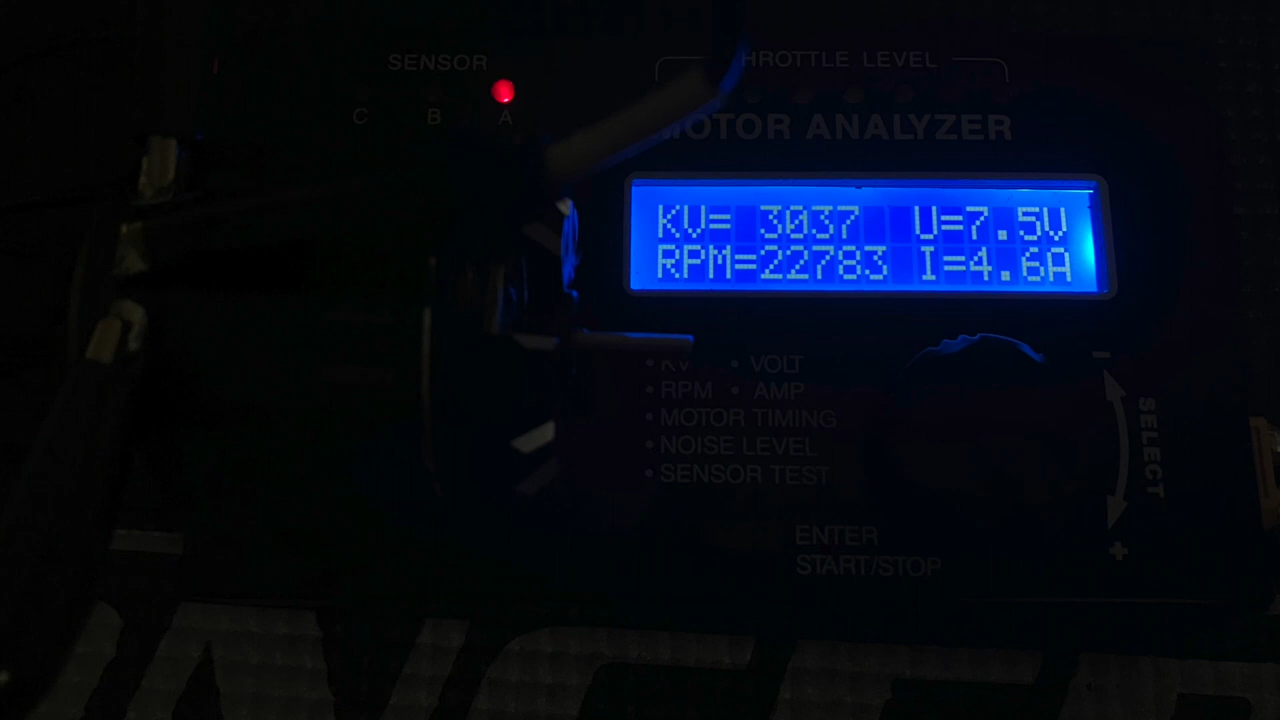 SENSOR
C B A
HROTTLE LEVEL
MOTOR ANALYZER
KV= 3037 U=7.5V
RPM=22783 I=4.6A
• KV • VOLT
• RPM • AMP
• MOTOR TIMING
• NOISE LEVEL
• SENSOR TEST
− SELECT +
ENTER
START/STOP